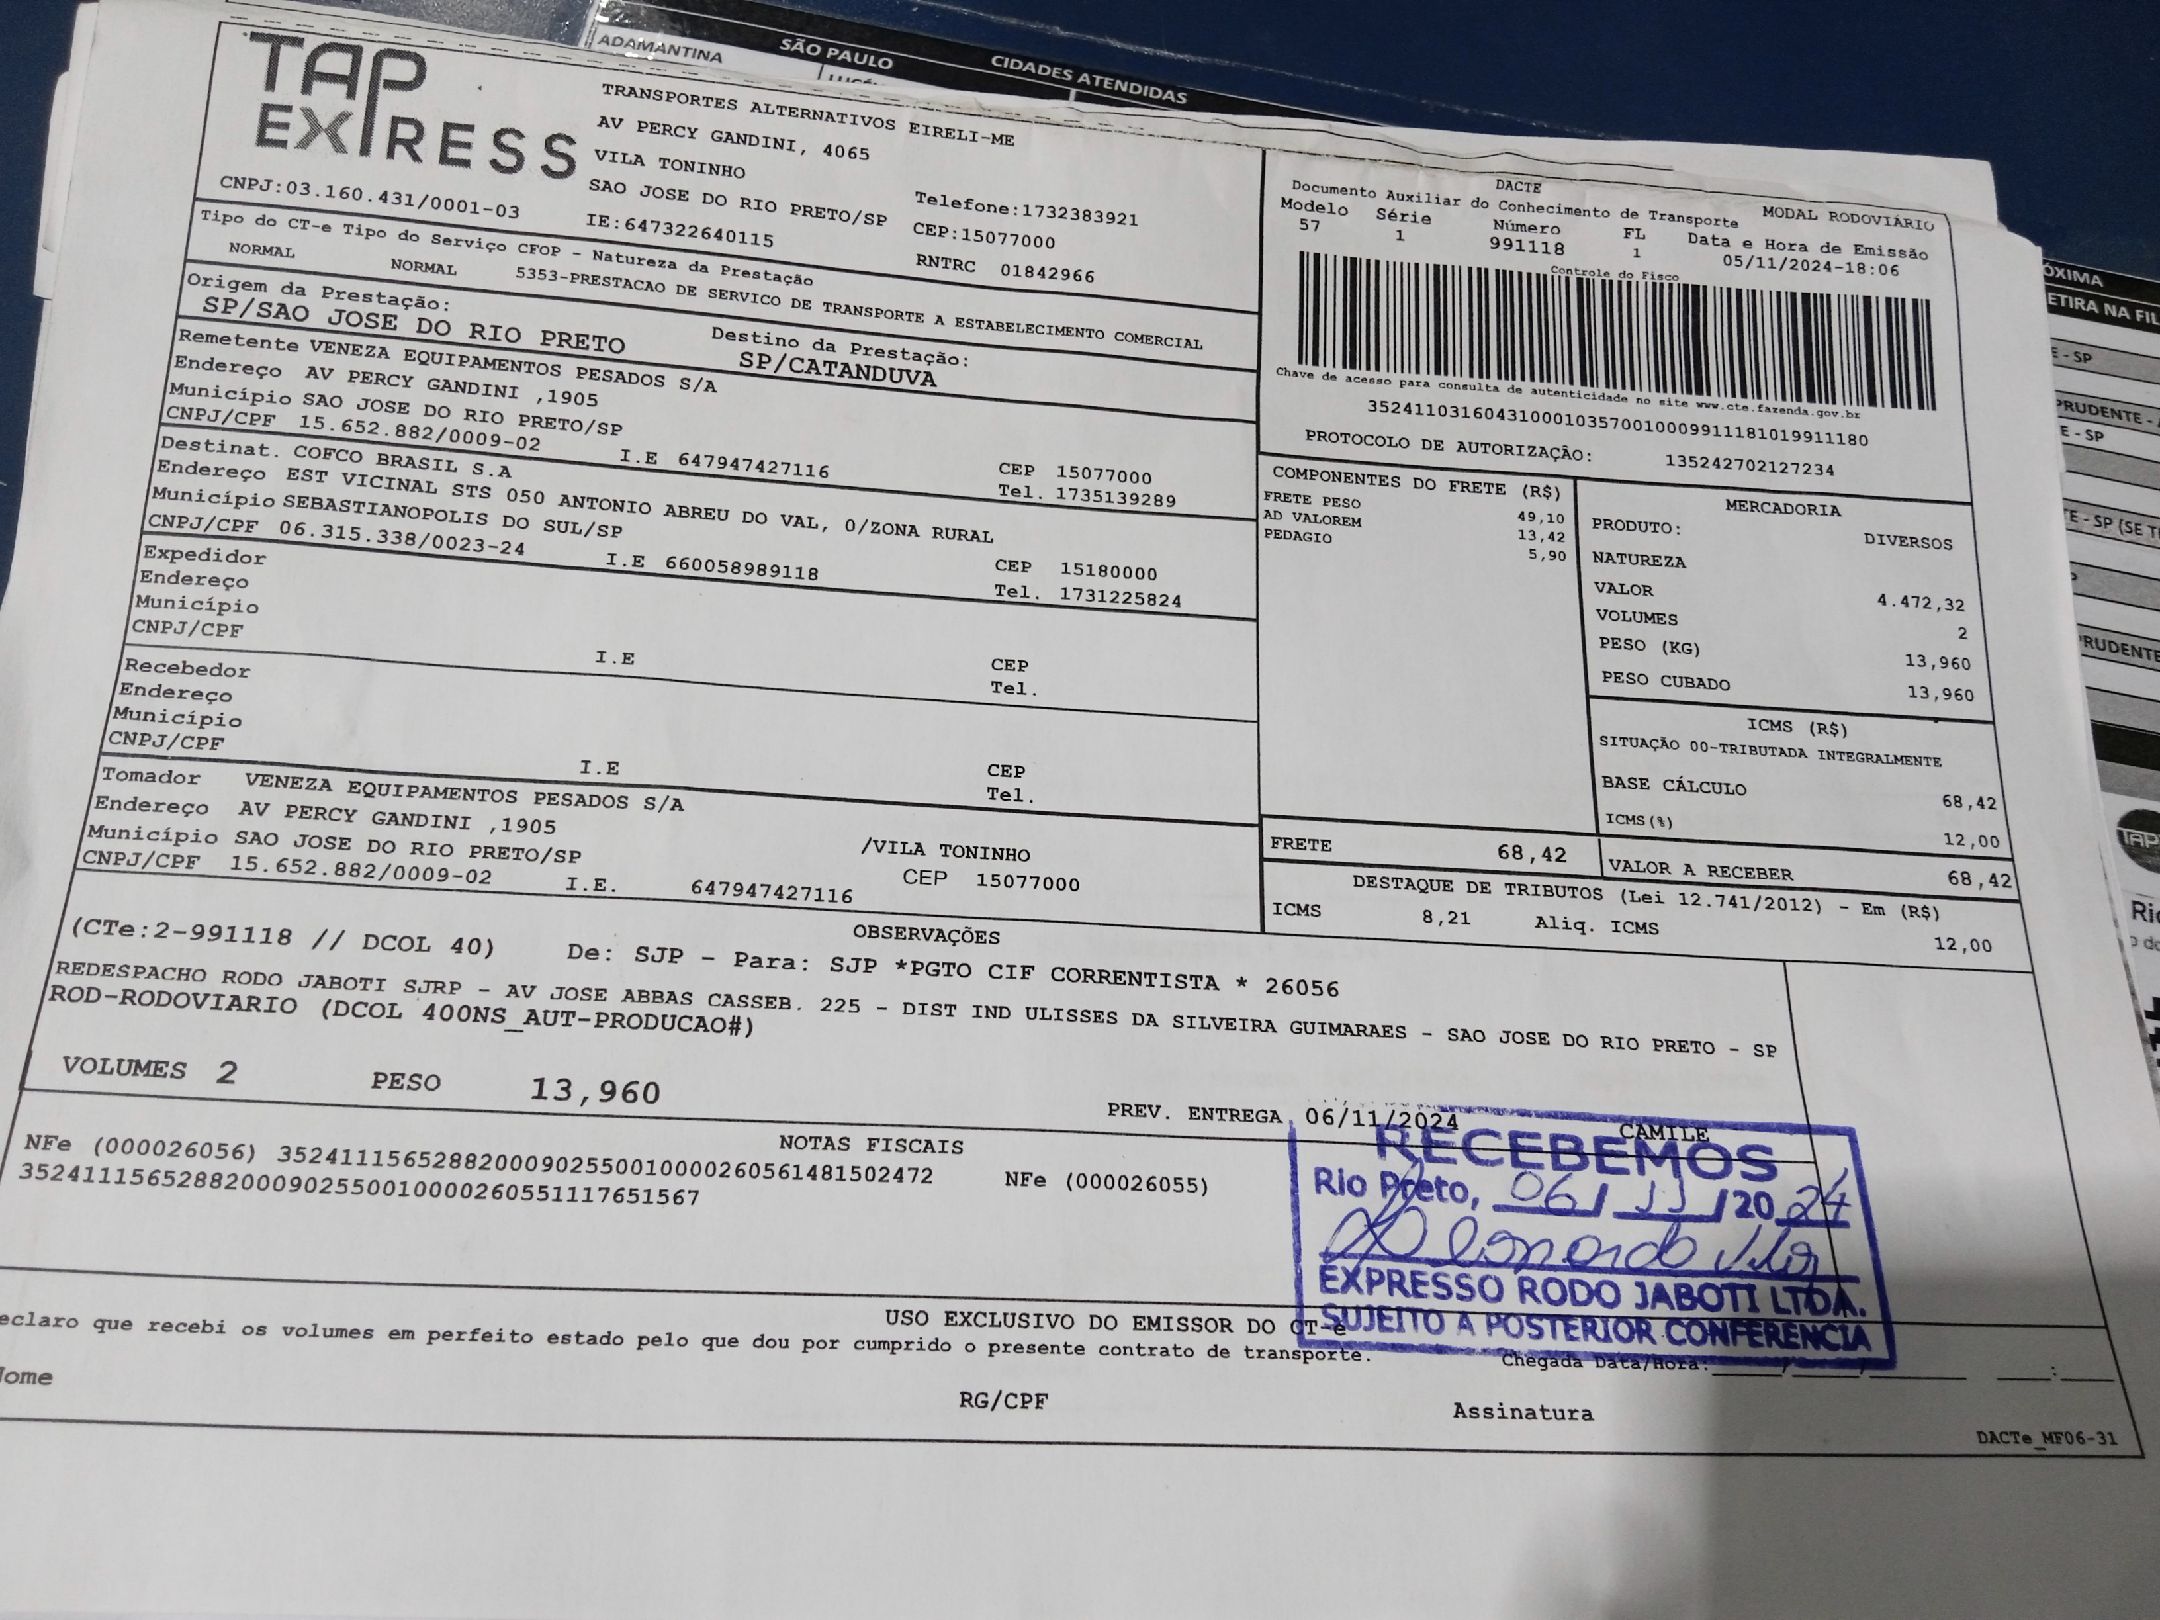 ADAMANTINA
SÃO PAULO
CIDADES ATENDIDAS
TAP EXPRESS
TRANSPORTES ALTERNATIVOS EIRELI-ME
AV PERCY GANDINI, 4065
VILA TONINHO
SAO JOSE DO RIO PRETO/SP
Telefone:1732383921
CNPJ:03.160.431/0001-03
IE:647322640115
CEP:15077000
RNTRC 01842966
Tipo do CT-e Tipo do Serviço CFOP - Natureza da Prestação
NORMAL NORMAL 5353-PRESTACAO DE SERVICO DE TRANSPORTE A ESTABELECIMENTO COMERCIAL
Origem da Prestação:
SP/SAO JOSE DO RIO PRETO
Destino da Prestação:
SP/CATANDUVA
DACTE
Documento Auxiliar do Conhecimento de Transporte
MODAL RODOVIÁRIO
Modelo Série Número FL Data e Hora de Emissão
57 1 991118 1 05/11/2024-18:06
Controle do Fisco
Chave de acesso para consulta de autenticidade no site www.cte.fazenda.gov.br
35241103160431000103570010009911181019911180
PROTOCOLO DE AUTORIZAÇÃO: 135242702127234
Remetente VENEZA EQUIPAMENTOS PESADOS S/A
Endereço AV PERCY GANDINI ,1905
Município SAO JOSE DO RIO PRETO/SP
CEP 15077000
CNPJ/CPF 15.652.882/0009-02 I.E 647947427116
Tel. 1735139289
Destinat. COFCO BRASIL S.A
Endereço EST VICINAL STS 050 ANTONIO ABREU DO VAL, 0/ZONA RURAL
Município SEBASTIANOPOLIS DO SUL/SP
CEP 15180000
CNPJ/CPF 06.315.338/0023-24 I.E 660058989118
Tel. 1731225824
Expedidor
Endereço
Município
CEP
CNPJ/CPF I.E
Tel.
Recebedor
Endereço
Município
CEP
CNPJ/CPF I.E
Tel.
Tomador VENEZA EQUIPAMENTOS PESADOS S/A
Endereço AV PERCY GANDINI ,1905
/VILA TONINHO
Município SAO JOSE DO RIO PRETO/SP
CEP 15077000
CNPJ/CPF 15.652.882/0009-02 I.E. 647947427116
COMPONENTES DO FRETE (R$)
FRETE PESO 49,10
AD VALOREM 13,42
PEDAGIO 5,90
MERCADORIA
PRODUTO: DIVERSOS
NATUREZA
VALOR 4.472,32
VOLUMES 2
PESO (KG) 13,960
PESO CUBADO 13,960
ICMS (R$)
SITUAÇÃO 00-TRIBUTADA INTEGRALMENTE
BASE CÁLCULO 68,42
ICMS(%) 12,00
FRETE 68,42
VALOR A RECEBER 68,42
DESTAQUE DE TRIBUTOS (Lei 12.741/2012) - Em (R$)
ICMS 8,21 Aliq. ICMS 12,00
OBSERVAÇÕES
(CTe:2-991118 // DCOL 40) De: SJP - Para: SJP *PGTO CIF CORRENTISTA * 26056
REDESPACHO RODO JABOTI SJRP - AV JOSE ABBAS CASSEB. 225 - DIST IND ULISSES DA SILVEIRA GUIMARAES - SAO JOSE DO RIO PRETO - SP
ROD-RODOVIARIO (DCOL 400NS_AUT-PRODUCAO#)
VOLUMES 2 PESO 13,960
PREV. ENTREGA 06/11/2024
CAMILE
NOTAS FISCAIS
NFe (000026056) 35241115652882000902550010000260561481502472
NFe (000026055)
35241115652882000902550010000260551117651567
RECEBEMOS
Rio Preto, 06/11/2024
EXPRESSO RODO JABOTI LTDA.
SUJEITO A POSTERIOR CONFERÊNCIA
USO EXCLUSIVO DO EMISSOR DO CT-e
eclaro que recebi os volumes em perfeito estado pelo que dou por cumprido o presente contrato de transporte.
Chegada Data/Hora:
ome
RG/CPF
Assinatura
DACTe_MF06-31
ÓXIMA
ETIRA NA FIL
E - SP
PRUDENTE -
E - SP
TE - SP (SE T
RUDENTE
TAP